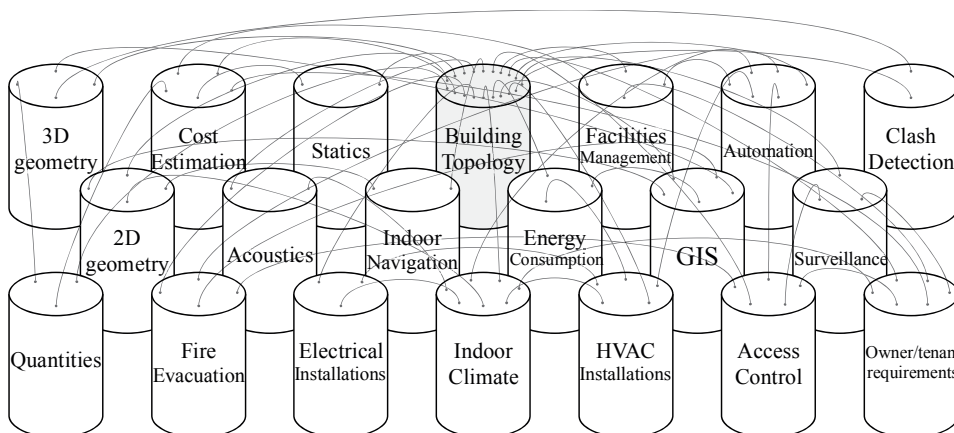 3D
geometry
Cost
Estimation
Statics
Building
Topology
Facilities
Management
Automation
Clash
Detection
2D
geometry
Acoustics
Indoor
Navigation
Energy
Consumption
GIS
Surveillance
Quantities
Fire
Evacuation
Electrical
Installations
Indoor
Climate
HVAC
Installations
Access
Control
Owner/tenant
requirements